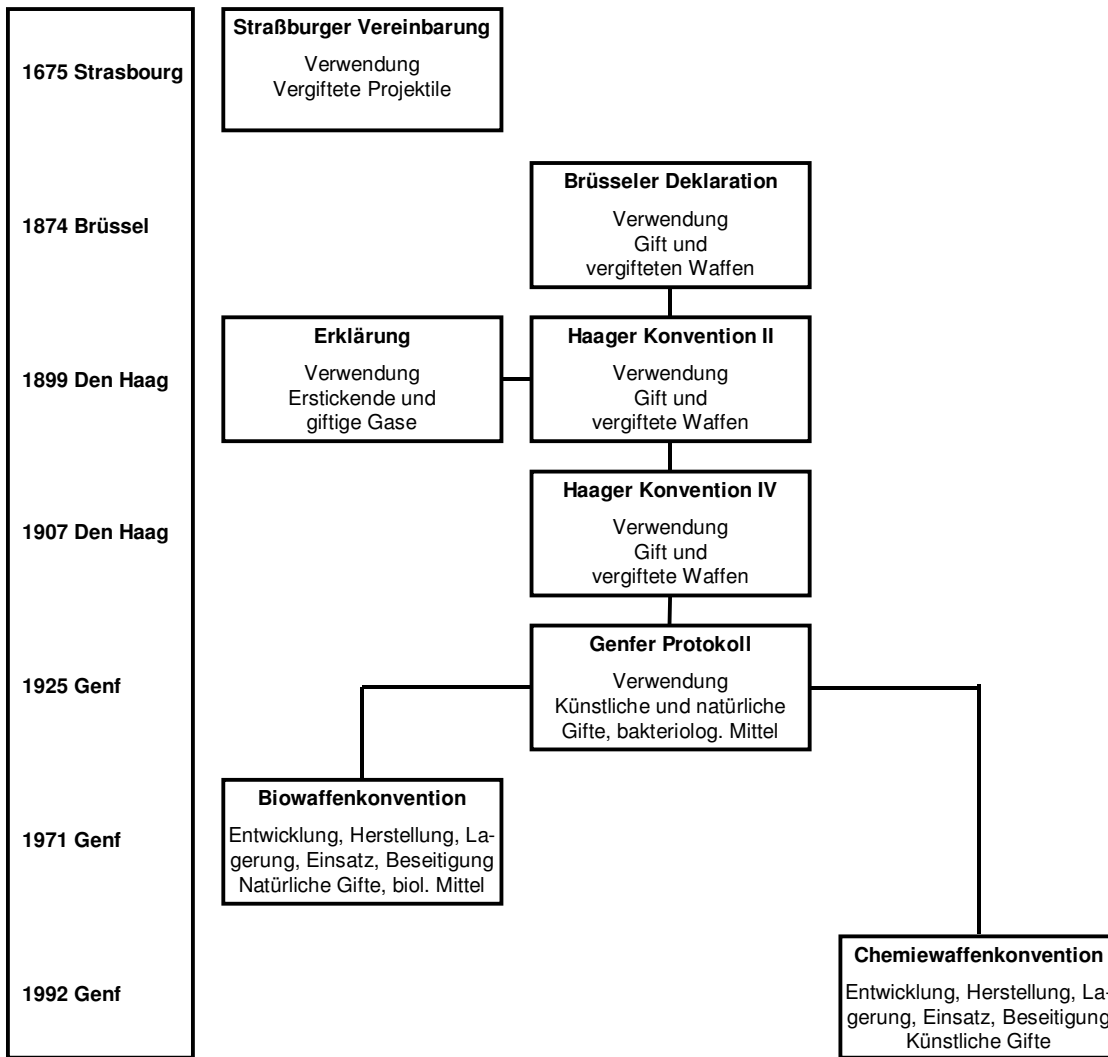 1675 Strasbourg
Straßburger Vereinbarung
Verwendung
Vergiftete Projektile
1874 Brüssel
Brüsseler Deklaration
Verwendung
Gift und
vergifteten Waffen
1899 Den Haag
Erklärung
Verwendung
Erstickende und
giftige Gase
Haager Konvention II
Verwendung
Gift und
vergiftete Waffen
1907 Den Haag
Haager Konvention IV
Verwendung
Gift und
vergiftete Waffen
1925 Genf
Genfer Protokoll
Verwendung
Künstliche und natürliche
Gifte, bakteriolog. Mittel
1971 Genf
Biowaffenkonvention
Entwicklung, Herstellung, La-
gerung, Einsatz, Beseitigung
Natürliche Gifte, biol. Mittel
1992 Genf
Chemiewaffenkonvention
Entwicklung, Herstellung, La-
gerung, Einsatz, Beseitigung
Künstliche Gifte